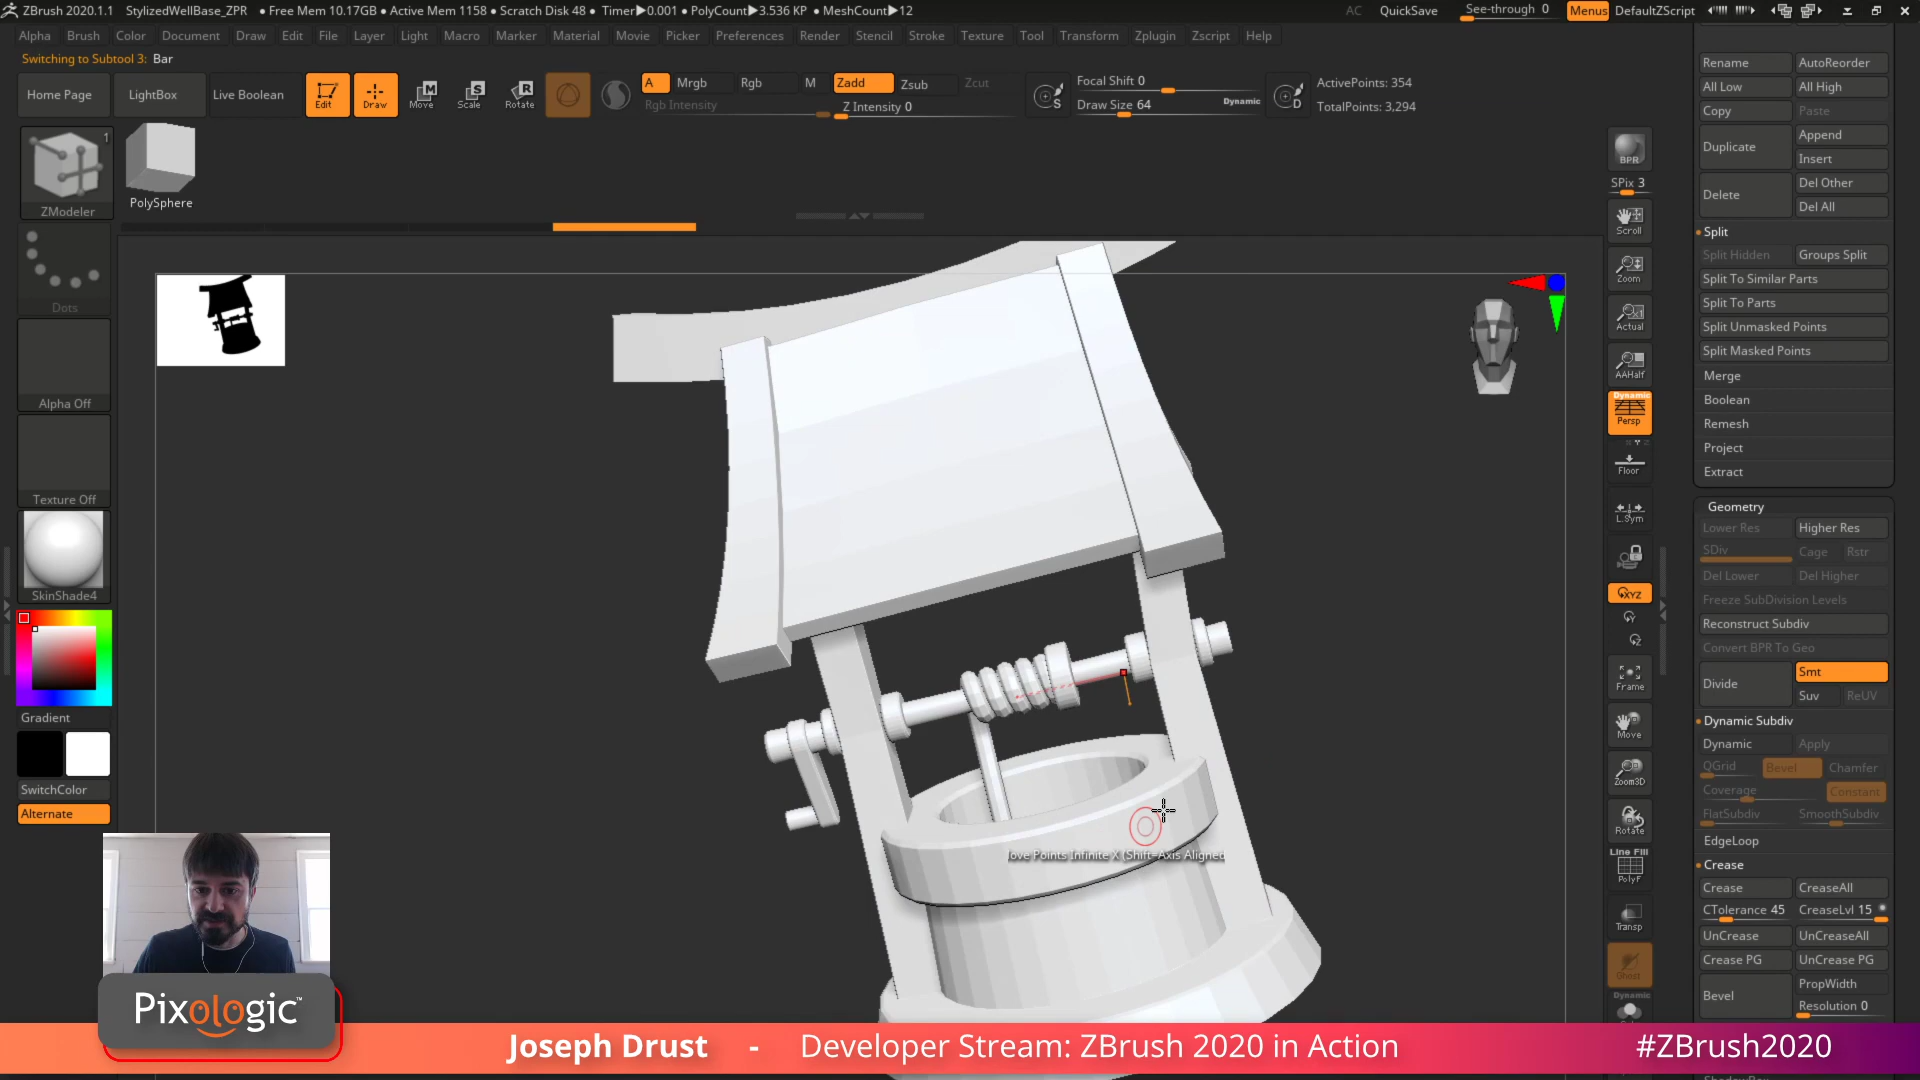 ZBrush 2020.1.1 StylizedWellBase_ZPR • Free Mem 10.17GB • Active Mem 1158 • Scratch Disk 48 • Timer▶0.001 • PolyCount▶3.536 KP • MeshCount▶12 AC QuickSave See-through 0 Menus DefaultZScript
Alpha Brush Color Document Draw Edit File Layer Light Macro Marker Material Movie Picker Preferences Render Stencil Stroke Texture Tool Transform Zplugin Zscript Help
Switching to Subtool 3: Bar
Home Page LightBox Live Boolean Edit Draw Move Scale Rotate
A Mrgb Rgb M Zadd Zsub Zcut
Rgb Intensity Z Intensity 0
Focal Shift 0
Draw Size 64 Dynamic
S
D
ActivePoints: 354
TotalPoints: 3,294
1
ZModeler
PolySphere
Dots
Alpha Off
Texture Off
SkinShade4
Gradient
SwitchColor
Alternate
BPR
SPix 3
Scroll
Zoom
Actual
AAHalf
Dynamic
Persp
Floor
L.Sym
XYZ
Frame
Move
Zoom3D
Rotate
Line Fill
PolyF
Transp
Ghost
Dynamic
Rename AutoReorder
All Low All High
Copy Paste
Duplicate Append
Insert
Delete Del Other
Del All
Split
Split Hidden Groups Split
Split To Similar Parts
Split To Parts
Split Unmasked Points
Split Masked Points
Merge
Boolean
Remesh
Project
Extract
Geometry
Lower Res Higher Res
SDiv Cage Rstr
Del Lower Del Higher
Freeze SubDivision Levels
Reconstruct Subdiv
Convert BPR To Geo
Divide Smt
Suv ReUV
Dynamic Subdiv
Dynamic Apply
QGrid Bevel Chamfer
Coverage Constant
FlatSubdiv SmoothSubdiv
EdgeLoop
Crease
Crease CreaseAll
CTolerance 45 CreaseLvl 15
UnCrease UnCreaseAll
Crease PG UnCrease PG
Bevel PropWidth
Resolution 0
Points Infinite X (Shift=Axis Aligned
Pixologic™
Joseph Drust - Developer Stream: ZBrush 2020 in Action #ZBrush2020